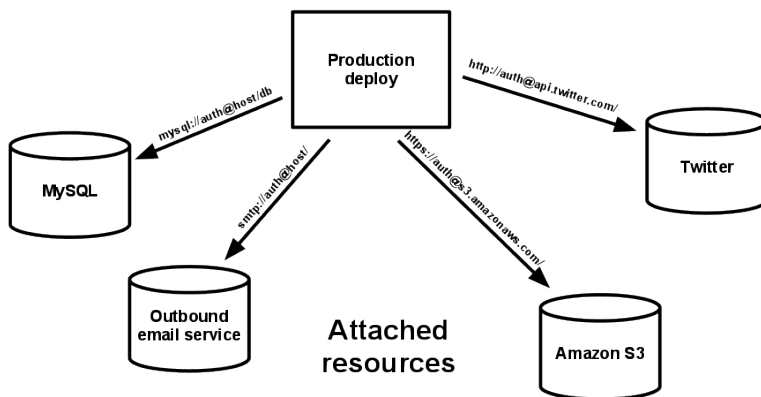 Production
deploy
mysql://auth@host/db
http://auth@api.twitter.com/
smtp://auth@host/
https://auth@s3.amazonaws.com/
MySQL
Twitter
Outbound
email service
Attached
resources
Amazon S3